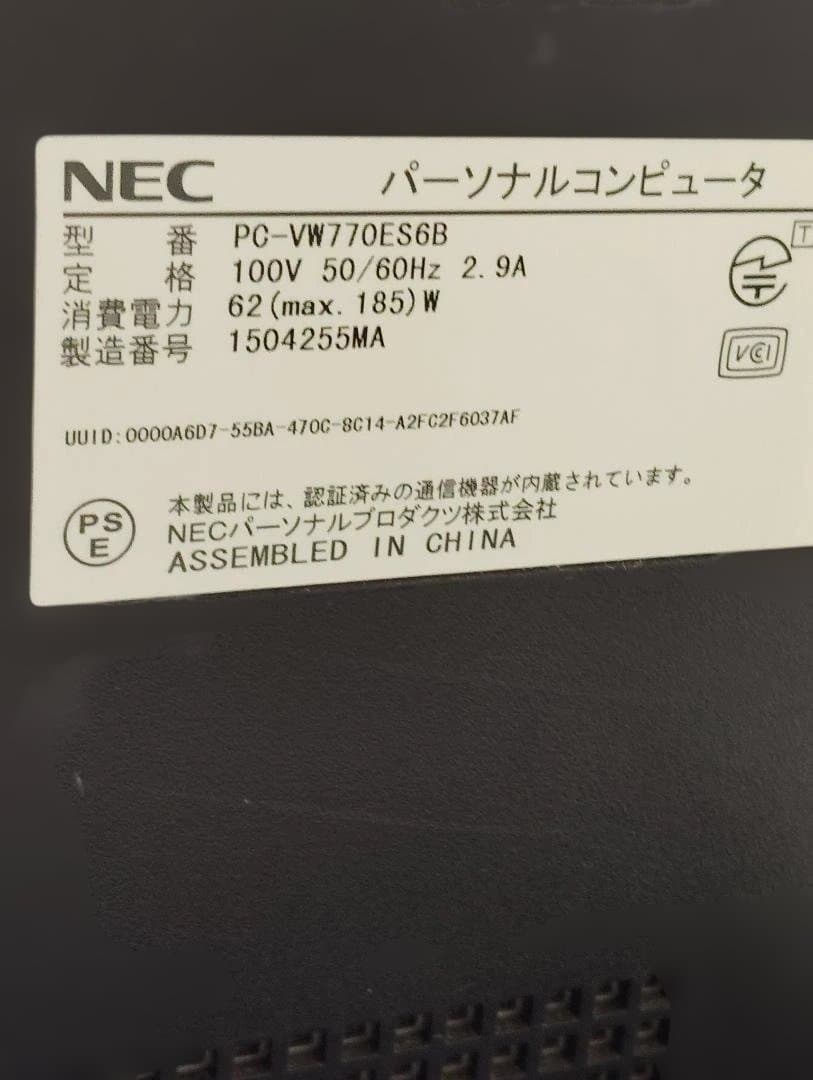 NEC パーソナルコンピュータ
型番 PC-VW770ES6B
定格 100V 50/60Hz 2.9A
消費電力 62(max.185)W
製造番号 1504255MA
T
VCCI
UUID:0000A6D7-55BA-470C-8C14-A2FC2F6037AF
PS
E
本製品には、認証済みの通信機器が内蔵されています。
NECパーソナルプロダクツ株式会社
ASSEMBLED IN CHINA